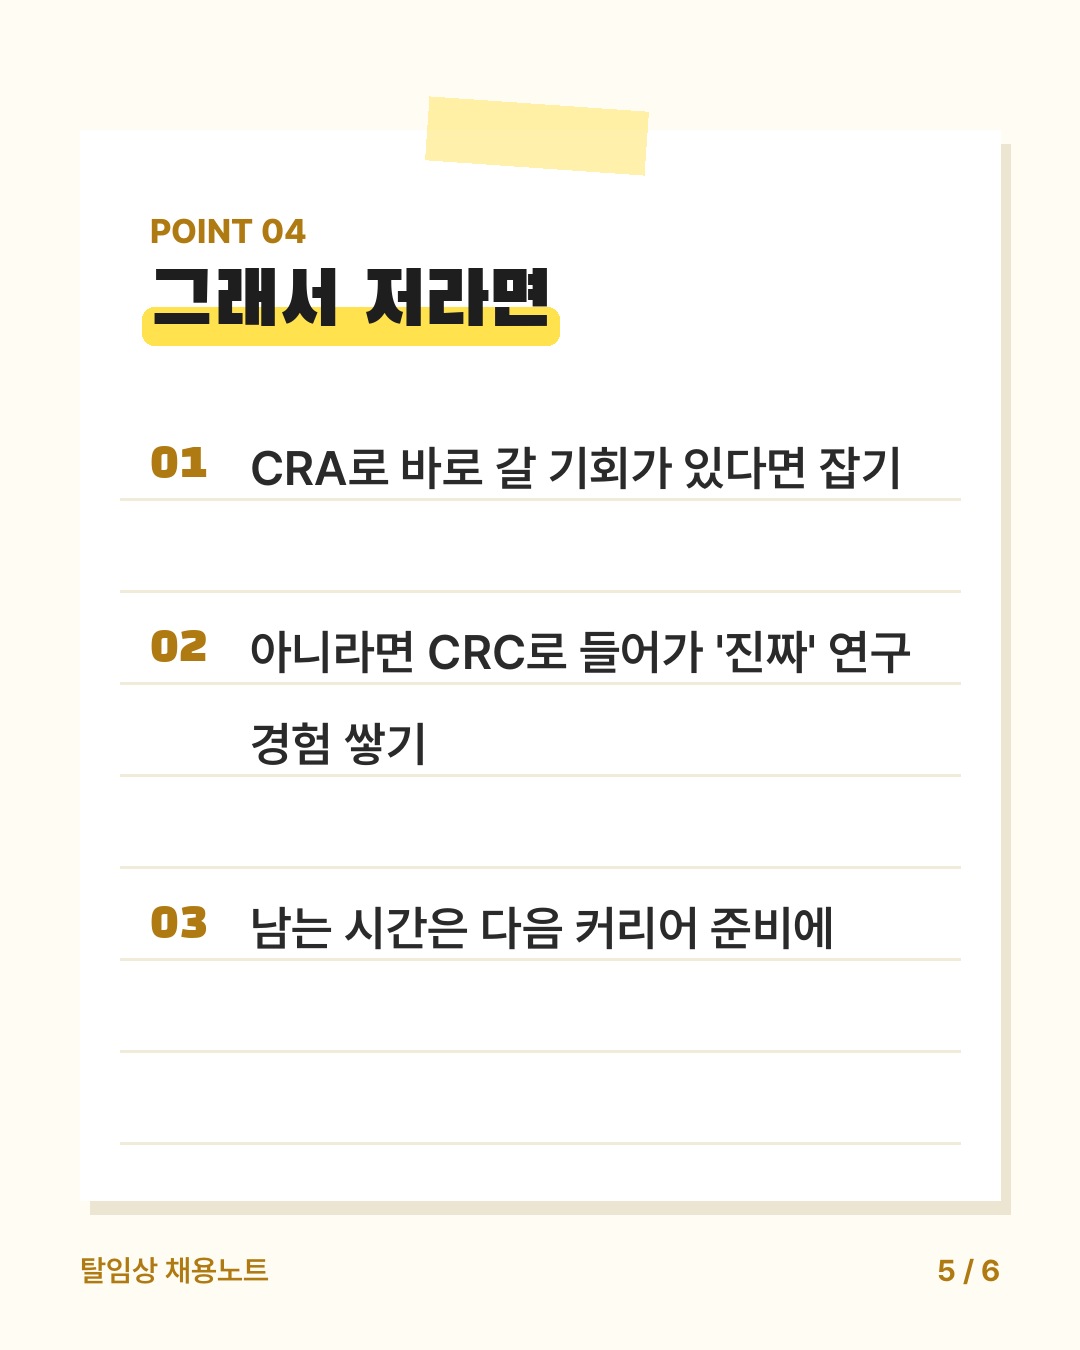 POINT 04
그래서 저라면
01 CRA로 바로 갈 기회가 있다면 잡기
02 아니라면 CRC로 들어가 '진짜' 연구
경험 쌓기
03 남는 시간은 다음 커리어 준비에
탈임상 채용노트
5 / 6